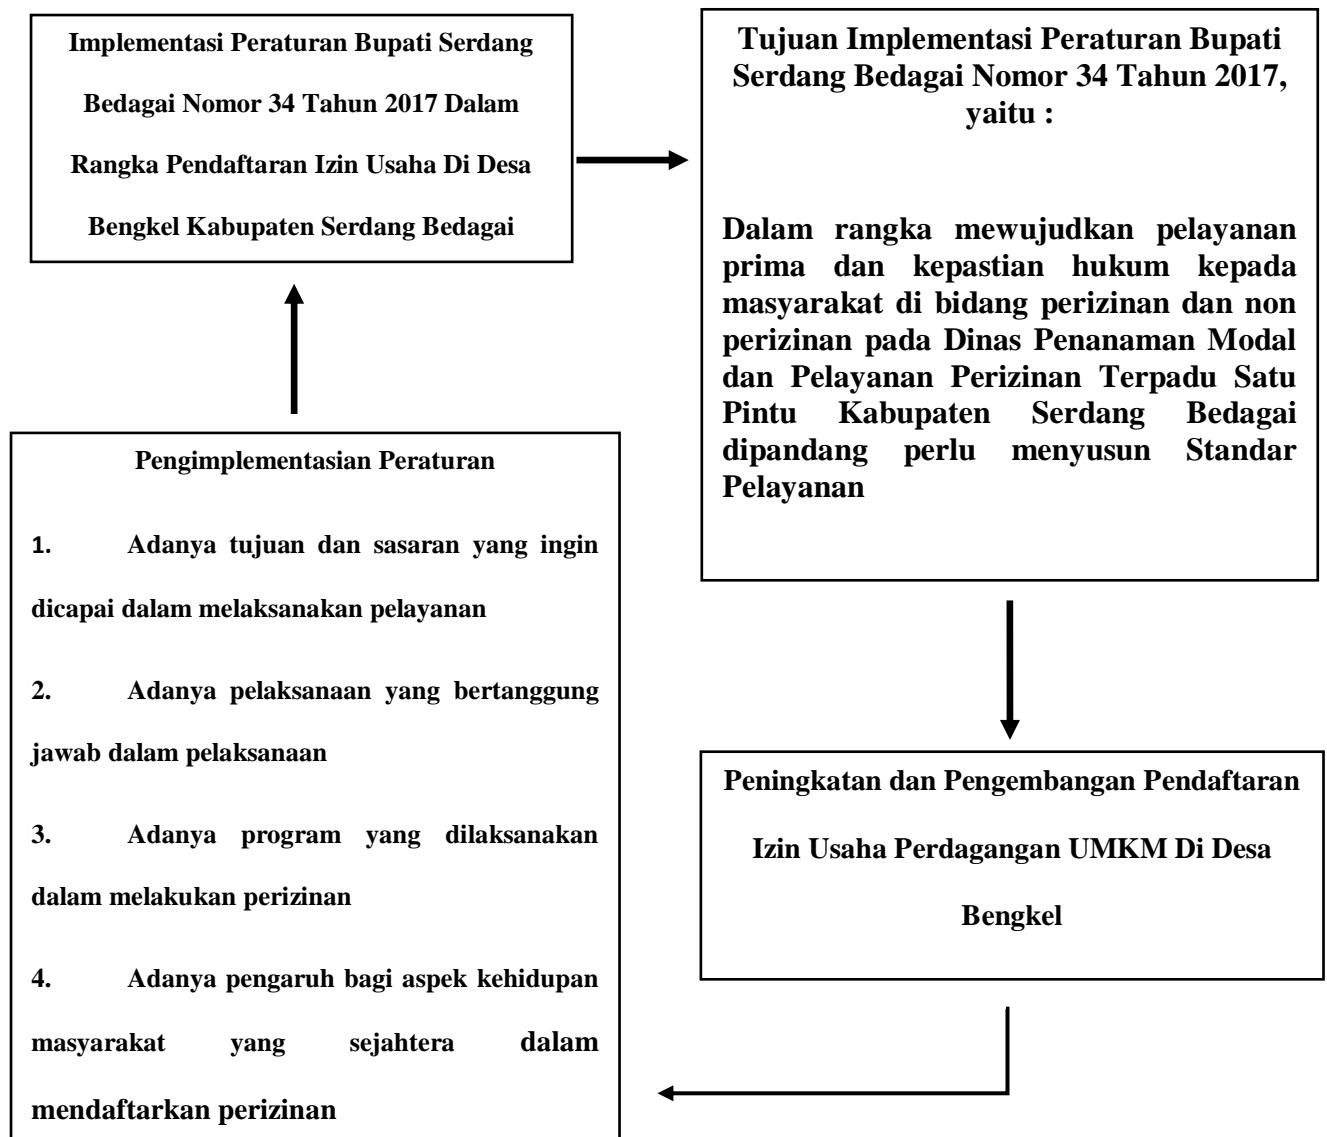 Implementasi Peraturan Bupati Serdang
Bedagai Nomor 34 Tahun 2017 Dalam
Rangka Pendaftaran Izin Usaha Di Desa
Bengkel Kabupaten Serdang Bedagai
Tujuan Implementasi Peraturan Bupati
Serdang Bedagai Nomor 34 Tahun 2017,
yaitu :
Dalam rangka mewujudkan pelayanan
prima dan kepastian hukum kepada
masyarakat di bidang perizinan dan non
perizinan pada Dinas Penanaman Modal
dan Pelayanan Perizinan Terpadu Satu
Pintu Kabupaten Serdang Bedagai
dipandang perlu menyusun Standar
Pelayanan
Peningkatan dan Pengembangan Pendaftaran
Izin Usaha Perdagangan UMKM Di Desa
Bengkel
Pengimplementasian Peraturan
1. Adanya tujuan dan sasaran yang ingin
dicapai dalam melaksanakan pelayanan
2. Adanya pelaksanaan yang bertanggung
jawab dalam pelaksanaan
3. Adanya program yang dilaksanakan
dalam melakukan perizinan
4. Adanya pengaruh bagi aspek kehidupan
masyarakat yang sejahtera dalam
mendaftarkan perizinan